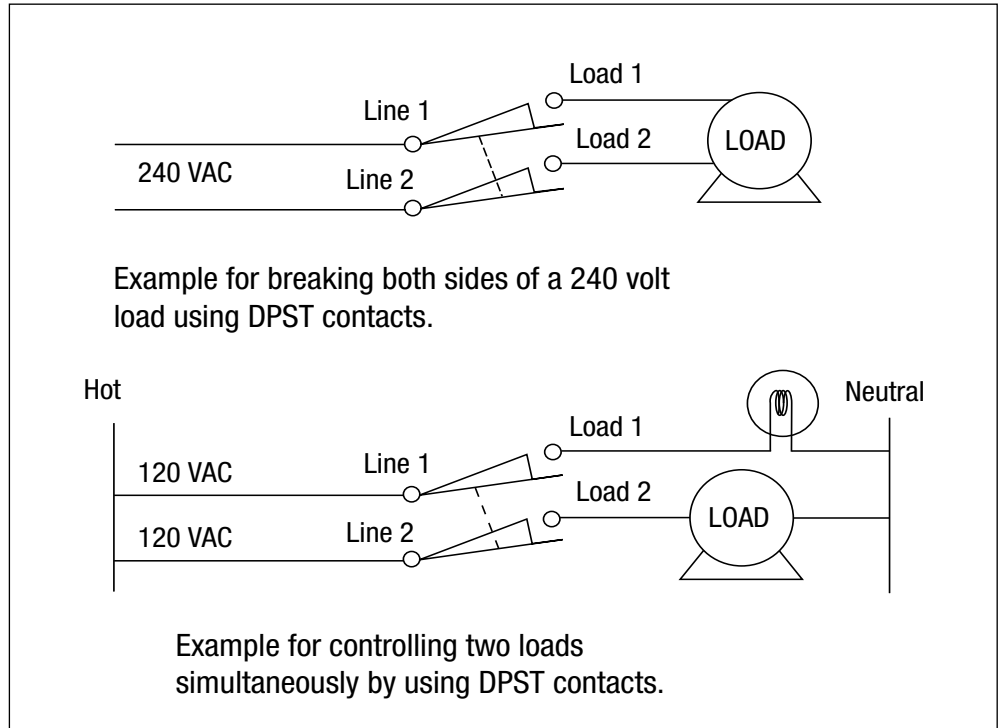 Load 1
Line 1
LOAD
Load 2
240 VAC
Line 2
Example for breaking both sides of a 240 volt
load using DPST contacts.
Hot
Neutral
Load 1
Line 1
120 VAC
Load 2
LOAD
120 VAC
Line 2
Example for controlling two loads
simultaneously by using DPST contacts.